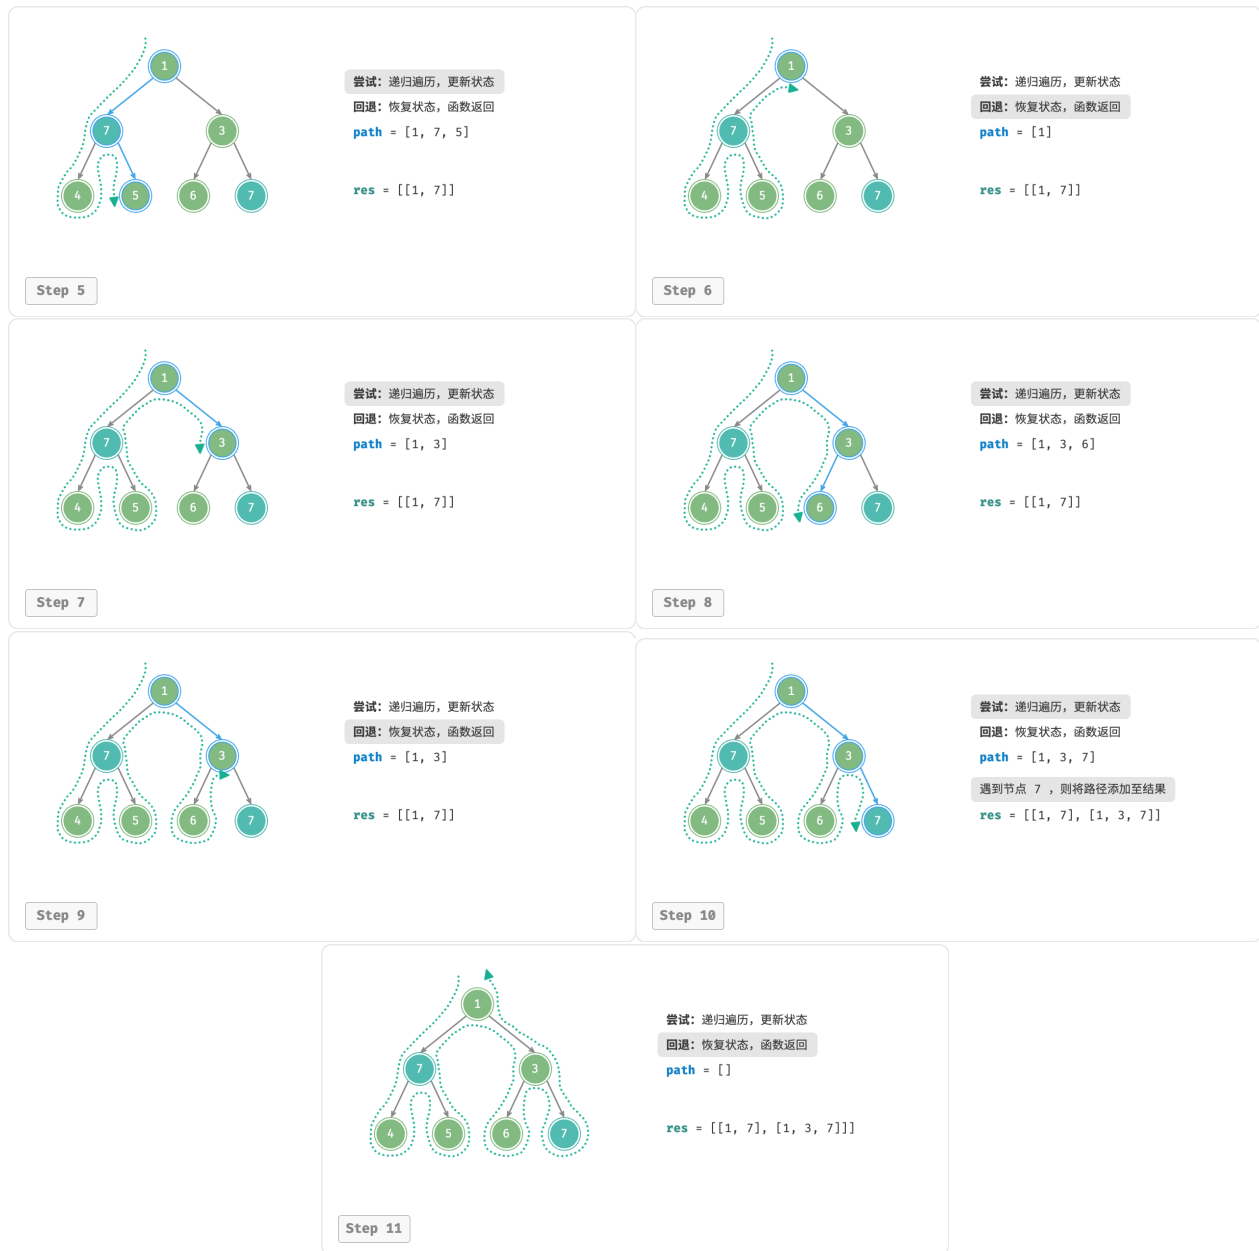 1
7
3
4
5
6
7
尝试：递归遍历，更新状态
回退：恢复状态，函数返回
path = [1, 7, 5]
res = [[1, 7]]
Step 5
1
7
3
4
5
6
7
尝试：递归遍历，更新状态
回退：恢复状态，函数返回
path = [1]
res = [[1, 7]]
Step 6
1
7
3
4
5
6
7
尝试：递归遍历，更新状态
回退：恢复状态，函数返回
path = [1, 3]
res = [[1, 7]]
Step 7
1
7
3
4
5
6
7
尝试：递归遍历，更新状态
回退：恢复状态，函数返回
path = [1, 3, 6]
res = [[1, 7]]
Step 8
1
7
3
4
5
6
7
尝试：递归遍历，更新状态
回退：恢复状态，函数返回
path = [1, 3]
res = [[1, 7]]
Step 9
1
7
3
4
5
6
7
尝试：递归遍历，更新状态
回退：恢复状态，函数返回
path = [1, 3, 7]
遇到节点 7 ，则将路径添加至结果
res = [[1, 7], [1, 3, 7]]
Step 10
1
7
3
4
5
6
7
尝试：递归遍历，更新状态
回退：恢复状态，函数返回
path = []
res = [[1, 7], [1, 3, 7]]]
Step 11